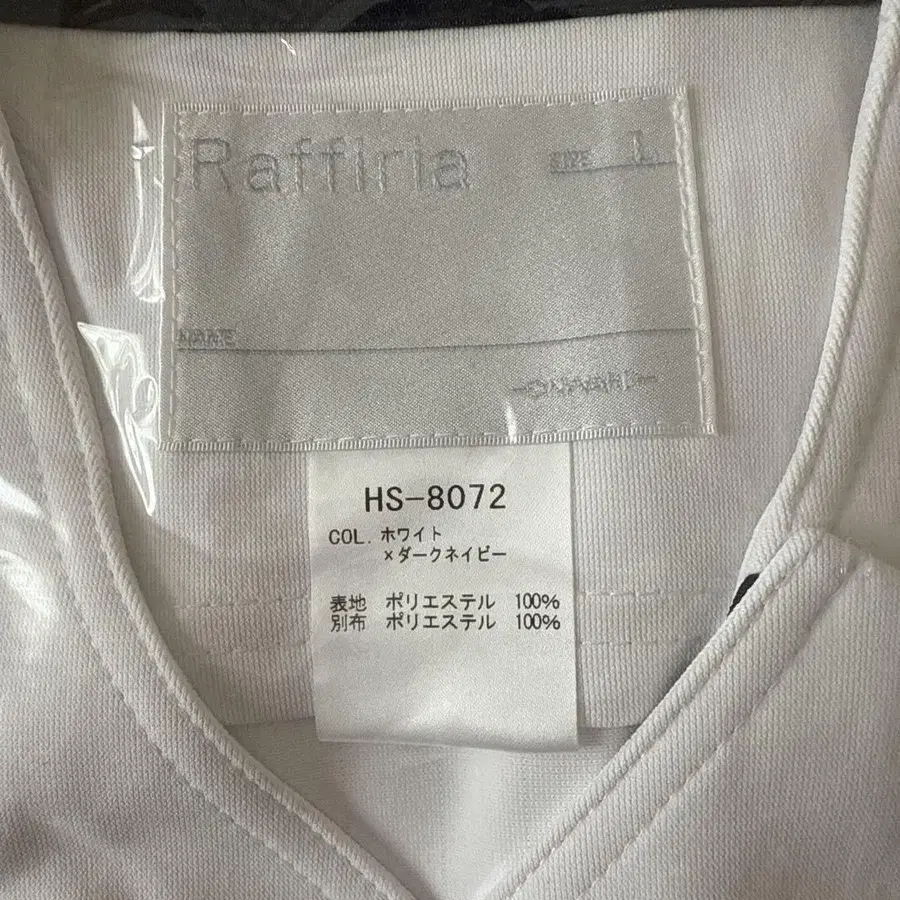 Raffiria
SIZE L
NAME
HS-8072
COL. ホワイト
×ダークネイビー
表地 ポリエステル 100%
別布 ポリエステル 100%